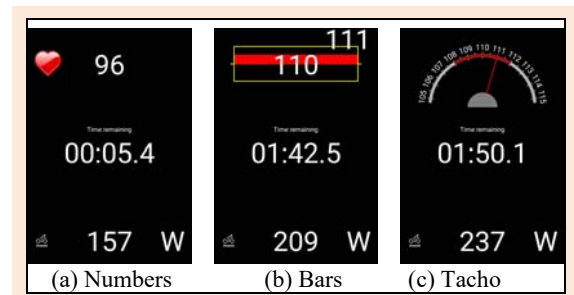 96
Time remaining
00:05.4
157 W
(a) Numbers
111
110
Time remaining
01:42.5
209 W
(b) Bars
105 106 107 108 109 110 111 112 113 114 115
Time remaining
01:50.1
237 W
(c) Tacho